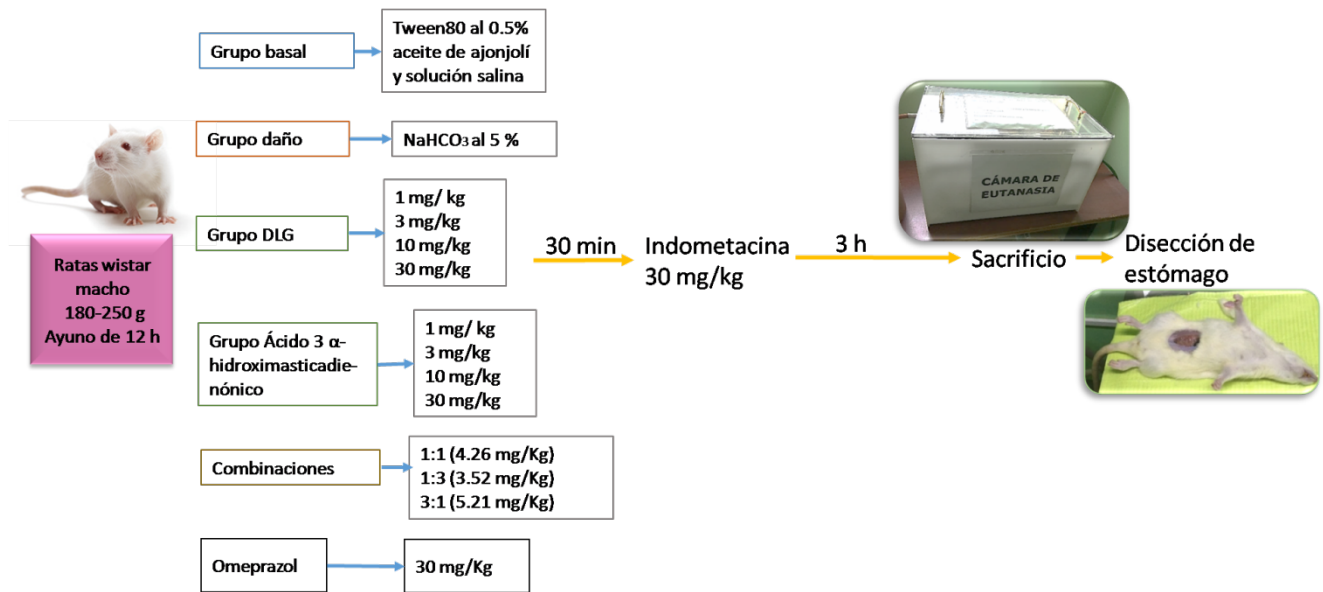 Ratas wistar
macho
180-250 g
Ayuno de 12 h
Grupo basal
Tween80 al 0.5%
aceite de ajonjolí
y solución salina
Grupo daño
NaHCO₃ al 5 %
Grupo DLG
1 mg/ kg
3 mg/kg
10 mg/kg
30 mg/kg
Grupo Ácido 3 α-
hidroximasticadie-
nónico
1 mg/ kg
3 mg/kg
10 mg/kg
30 mg/kg
Combinaciones
1:1 (4.26 mg/Kg)
1:3 (3.52 mg/Kg)
3:1 (5.21 mg/Kg)
Omeprazol
30 mg/Kg
30 min
Indometacina
30 mg/kg
3 h
CÁMARA DE
EUTANASIA
Sacrificio
Disección de
estómago